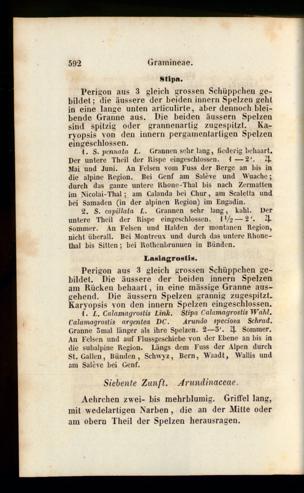 592 Gramineae.
Stipa.
Perigon aus 3 gleich grossen Schüppchen ge-
bildet; die äussere der beiden innern Spelzen geht
in eine lange unten articulirte, aber dennoch blei-
bende Granne aus. Die beiden äussern Spelzen
sind spitzig oder grannenartig zugespitzt. Ka-
ryopsis von den innern pergamentartigen Spelzen
eingeschlossen.
1. S. pennata L. Grannen sehr lang, fiederig behaart.
Der untere Theil der Rispe eingeschlossen. 1—2'. ♃.
Mai und Juni. An Felsen vom Fuss der Berge an bis in
die alpine Region. Bei Genf am Salève und Wuache;
durch das ganze untere Rhone-Thal bis nach Zermatten
im Nicolai-Thal; am Calanda bei Chur, am Scaletta und
bei Samaden (in der alpinen Region) im Engadin.
2. S. capillata L. Grannen sehr lang, kahl. Der
untere Theil der Rispe eingeschlossen. 1½—2'. ♃.
Sommer. An Felsen und Halden der montanen Region,
nicht überall. Bei Montreux und durch das untere Rhone-
thal bis Sitten; bei Rothenbrunnen in Bünden.
Lasiagrostis.
Perigon aus 3 gleich grossen Schüppchen ge-
bildet. Die äussere der beiden innern Spelzen
am Rücken behaart, in eine mässige Granne aus-
gehend. Die äussern Spelzen grannig zugespitzt.
Karyopsis von den innern Spelzen eingeschlossen.
1. L. Calamagrostis Link. Stipa Calamagrostis Wahl.
Calamagrostis argentea DC. Arundo speciosa Schrad.
Granne 3mal länger als ihre Spelzen. 2—3'. ♃. Sommer.
An Felsen und auf Flussgeschiebe von der Ebene an bis in
die subalpine Region. Längs dem Fuss der Alpen durch
St. Gallen, Bünden, Schwyz, Bern, Waadt, Wallis und
am Salève bei Genf.
Siebente Zunft. Arundinaceae.
Aehrchen zwei- bis mehrblumig. Griffel lang,
mit wedelartigen Narben, die an der Mitte oder
am obern Theil der Spelzen herausragen.